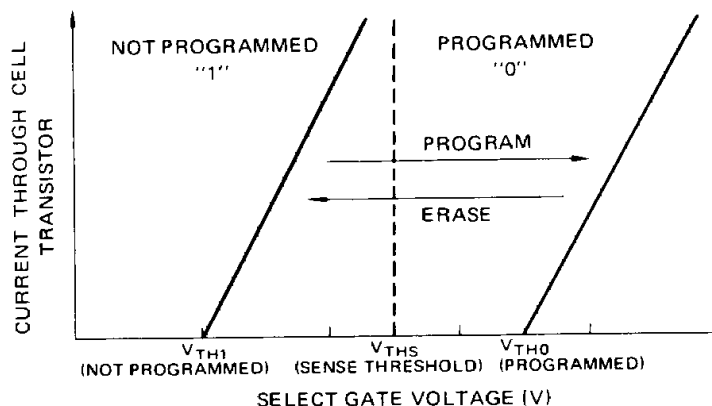 NOT PROGRAMMED
"1"
PROGRAMMED
"0"
PROGRAM
ERASE
CURRENT THROUGH CELL
TRANSISTOR
VTH1
(NOT PROGRAMMED)
VTHS
(SENSE THRESHOLD)
VTH0
(PROGRAMMED)
SELECT GATE VOLTAGE (V)